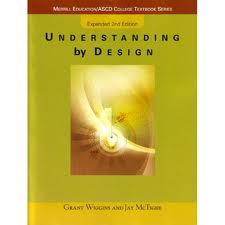 MERRILL EDUCATION/ASCD COLLEGE TEXTBOOK SERIES
Expanded 2nd Edition
UNDERSTANDING
by DESIGN
GRANT WIGGINS AND JAY MCTIGHE